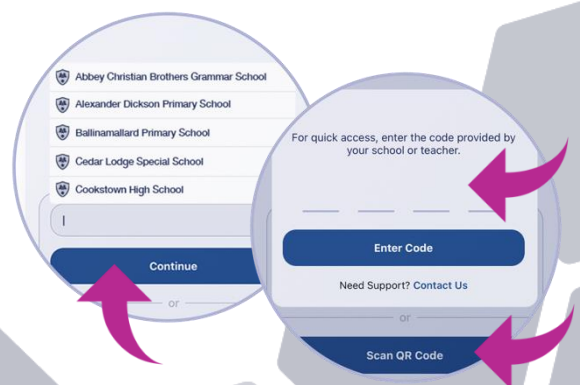 Abbey Christian Brothers Grammar School
Alexander Dickson Primary School
Ballinamallard Primary School
Cedar Lodge Special School
Cookstown High School
Continue
or
For quick access, enter the code provided by
your school or teacher.
Enter Code
Need Support? Contact Us
or
Scan QR Code